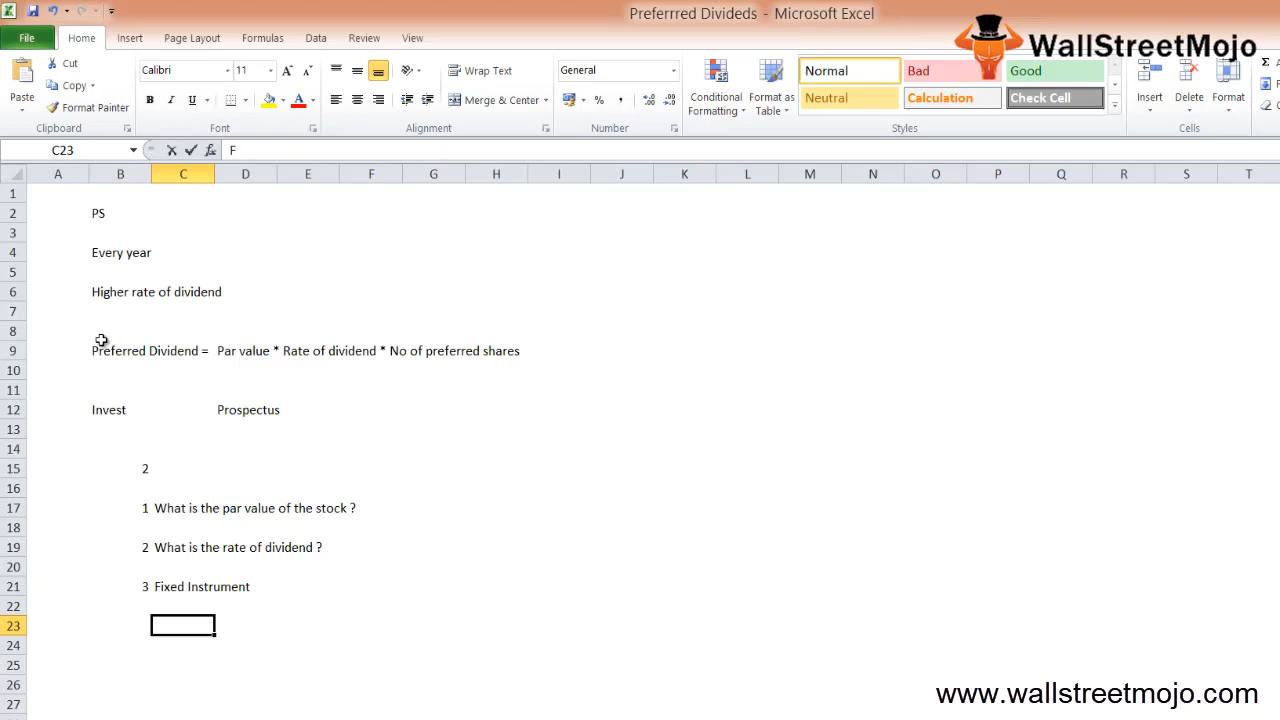 Preferrred Divideds - Microsoft Excel
WallStreetMojo
File Home Insert Page Layout Formulas Data Review View
Cut
Copy
Format Painter
Paste
Clipboard
Calibri 11
B I U
Font
Wrap Text
Merge & Center
Alignment
General
%
Number
Conditional Formatting
Format as Table
Normal Bad Good
Neutral Calculation Check Cell
Styles
Insert Delete Format
Cells
C23 fx F
A B C D E F G H I J K L M N O P Q R S T
1
2 PS
3
4 Every year
5
6 Higher rate of dividend
7
8
9 Preferred Dividend = Par value * Rate of dividend * No of preferred shares
10
11
12 Invest Prospectus
13
14
15 2
16
17 1 What is the par value of the stock ?
18
19 2 What is the rate of dividend ?
20
21 3 Fixed Instrument
22
23
24
25
26
27
www.wallstreetmojo.com